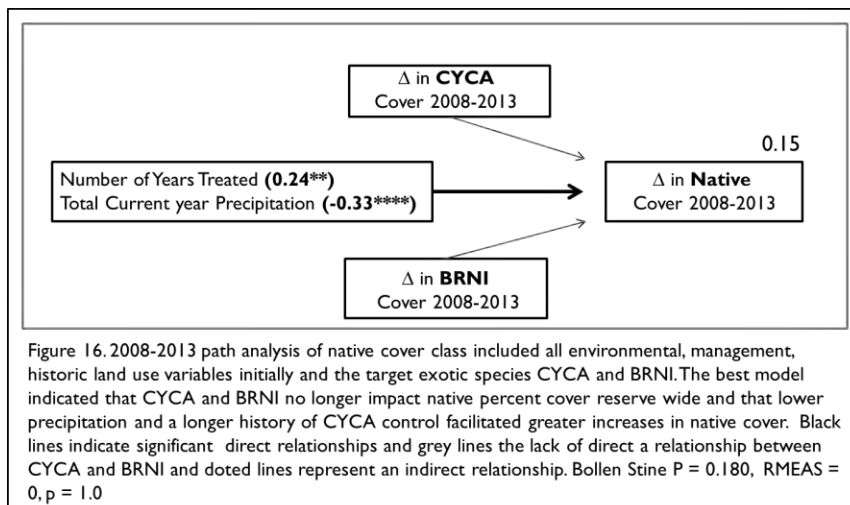 Δ in CYCA
Cover 2008-2013
0.15
Number of Years Treated (0.24**)
Total Current year Precipitation (-0.33****)
Δ in Native
Cover 2008-2013
Δ in BRNI
Cover 2008-2013
Figure 16. 2008-2013 path analysis of native cover class included all environmental, management,
historic land use variables initially and the target exotic species CYCA and BRNI. The best model
indicated that CYCA and BRNI no longer impact native percent cover reserve wide and that lower
precipitation and a longer history of CYCA control facilitated greater increases in native cover. Black
lines indicate significant direct relationships and grey lines the lack of direct a relationship between
CYCA and BRNI and doted lines represent an indirect relationship. Bollen Stine P = 0.180, RMEAS =
0, p = 1.0